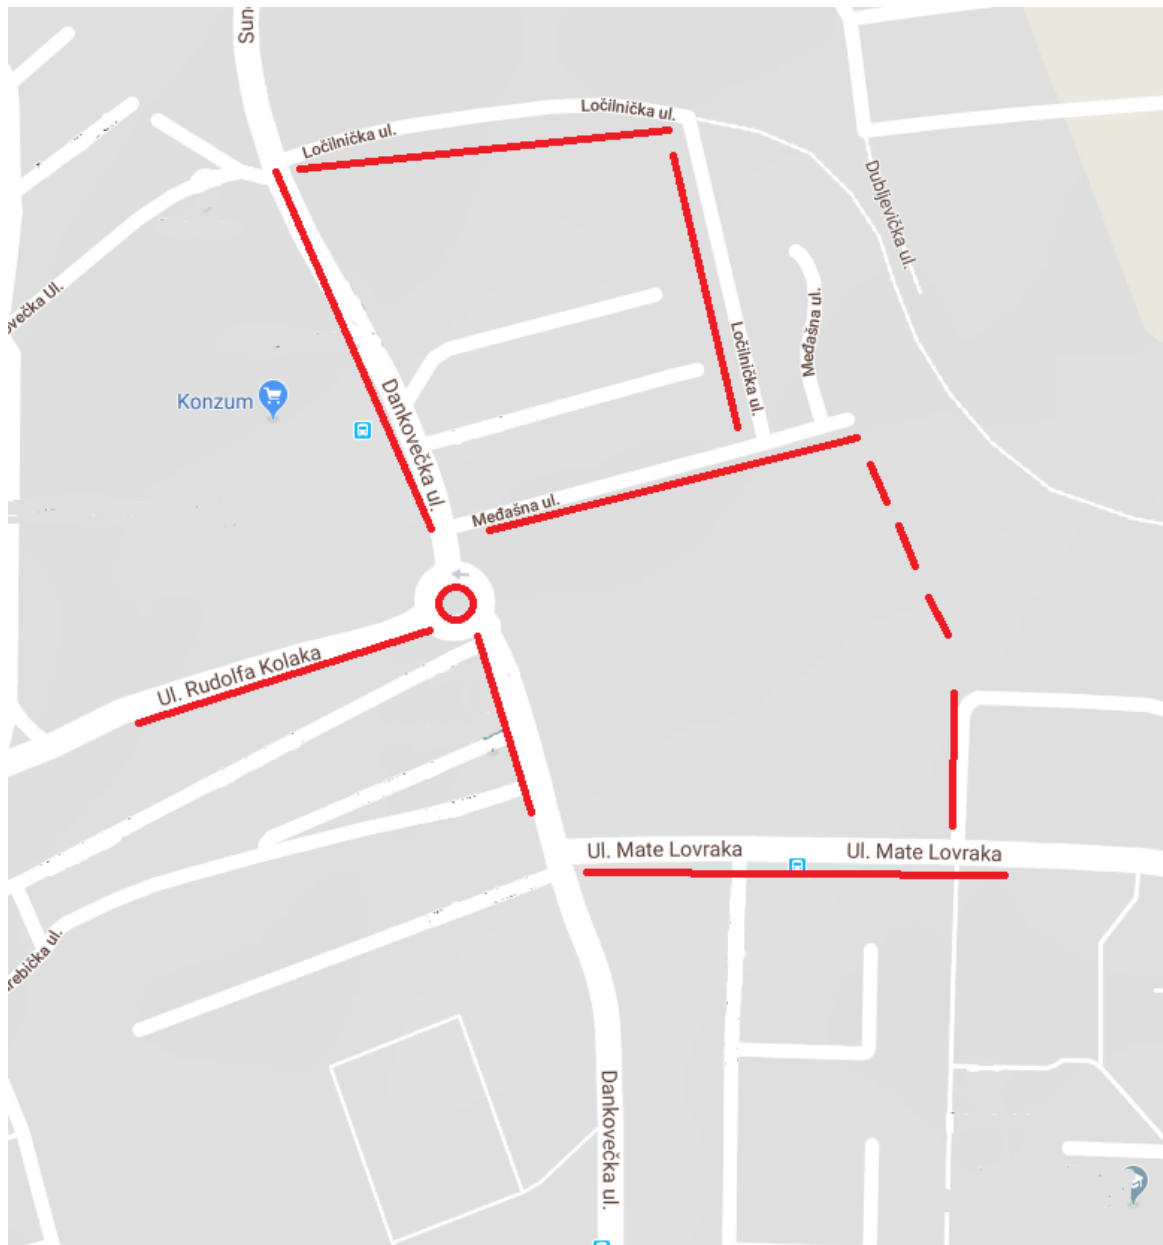 Sun
Ločilnička ul.
Ločilnička ul.
Dubljevička ul.
ovečka Ul.
Međašna ul.
Ločilnička ul.
Konzum
Dankovečka ul.
Međašna ul.
Ul. Rudolfa Kolaka
Ul. Mate Lovraka
Ul. Mate Lovraka
rebička ul.
Dankovečka ul.